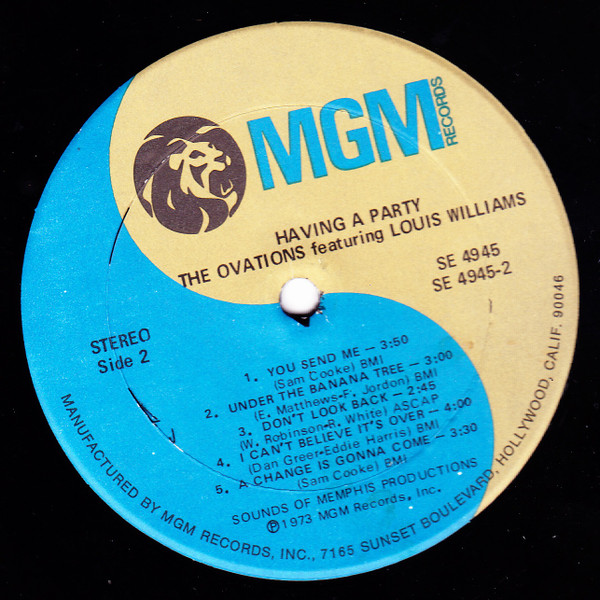 MGM
RECORDS
HAVING A PARTY
THE OVATIONS featuring LOUIS WILLIAMS
SE 4945
SE 4945-2
STEREO
Side 2
1. YOU SEND ME — 3:50
(Sam Cooke) BMI
2. UNDER THE BANANA TREE — 3:00
(E. Matthews-F. Jordon) BMI
3. DON'T LOOK BACK — 2:45
(W. Robinson-R. White) ASCAP
4. I CAN'T BELIEVE IT'S OVER — 4:00
(Dan Greer-Eddie Harris) BMI
5. A CHANGE IS GONNA COME — 3:30
(Sam Cooke) BMI
SOUNDS OF MEMPHIS PRODUCTIONS
℗1973 MGM Records, Inc.
MANUFACTURED BY MGM RECORDS, INC., 7165 SUNSET BOULEVARD, HOLLYWOOD, CALIF. 90046